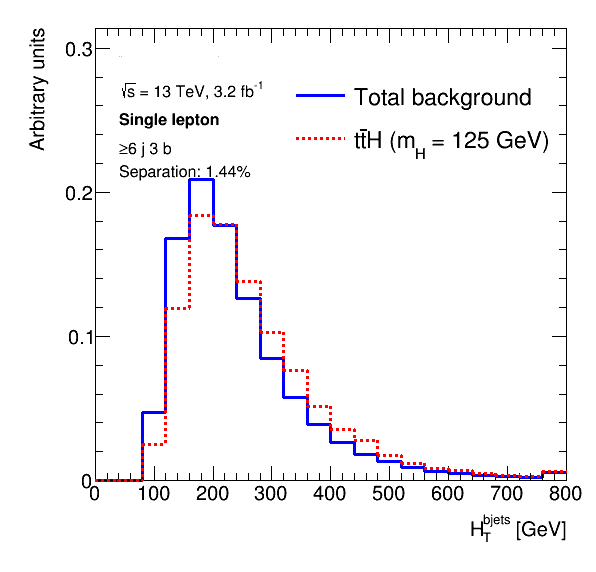 Arbitrary units
0.3
0.2
0.1
0
√s = 13 TeV, 3.2 fb⁻¹
Single lepton
≥6 j 3 b
Separation: 1.44%
Total background
tt̄H (m_H = 125 GeV)
0 100 200 300 400 500 600 700 800
H_T^bjets [GeV]